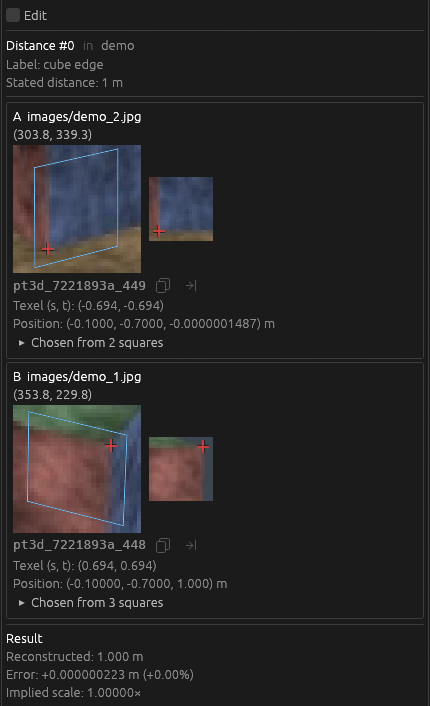 Edit
Distance #0 in demo
Label: cube edge
Stated distance: 1 m
A images/demo_2.jpg
(303.8, 339.3)
pt3d_7221893a_449
Texel (s, t): (-0.694, -0.694)
Position: (-0.1000, -0.7000, -0.0000001487) m
▸ Chosen from 2 squares
B images/demo_1.jpg
(353.8, 229.8)
pt3d_7221893a_448
Texel (s, t): (0.694, 0.694)
Position: (-0.10000, -0.7000, 1.000) m
▸ Chosen from 3 squares
Result
Reconstructed: 1.000 m
Error: +0.000000223 m (+0.00%)
Implied scale: 1.00000×